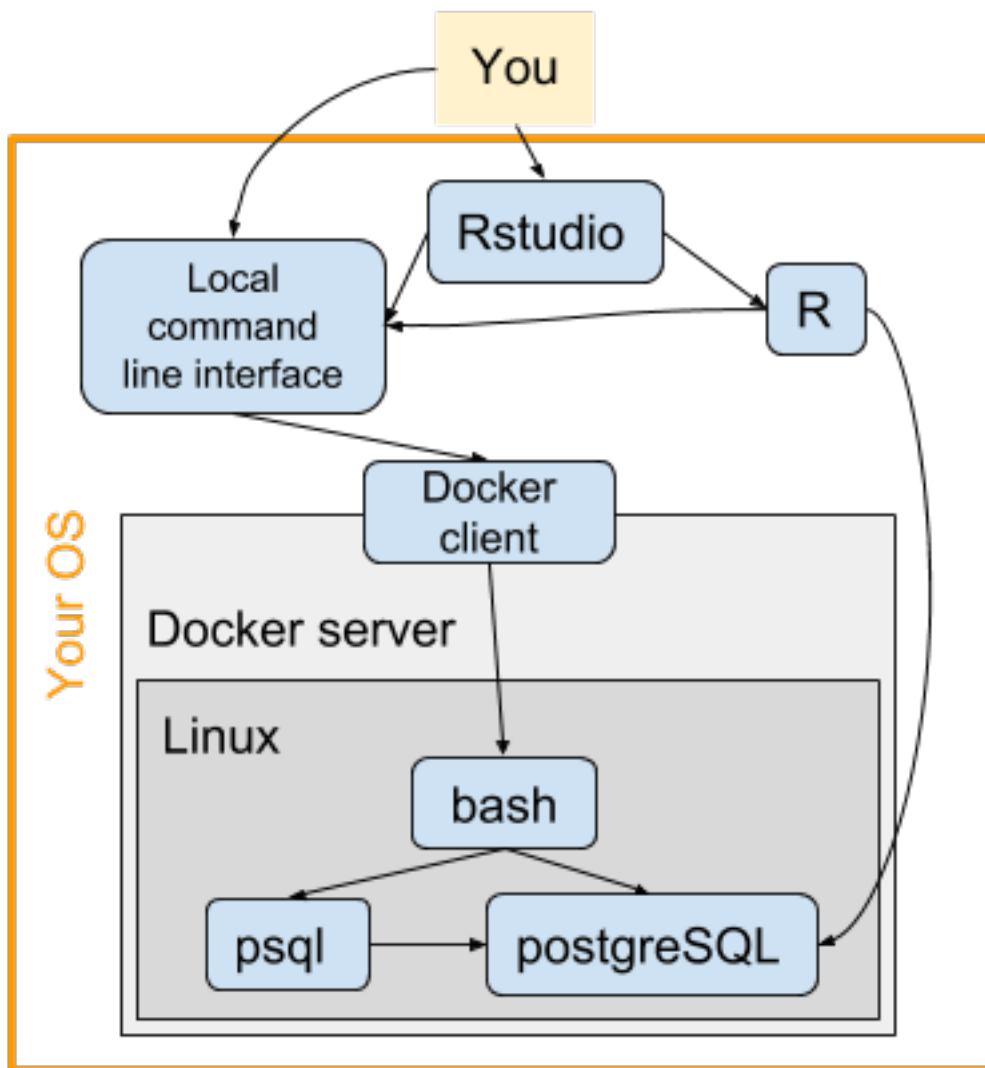 You
Rstudio
Local
command
line interface
R
Docker
client
Your OS
Docker server
Linux
bash
psql
postgreSQL